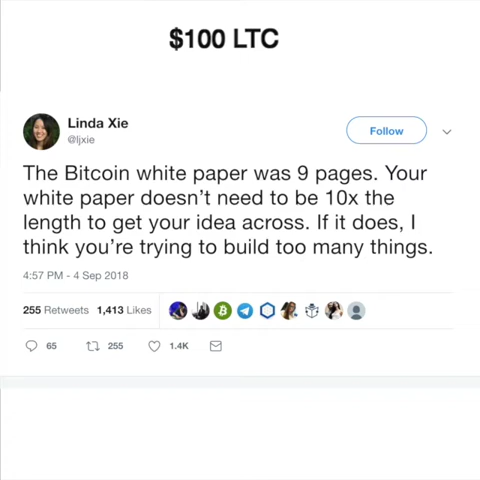 $100 LTC
Linda Xie
@ljxie
Follow
The Bitcoin white paper was 9 pages. Your
white paper doesn’t need to be 10x the
length to get your idea across. If it does, I
think you’re trying to build too many things.
4:57 PM - 4 Sep 2018
255 Retweets 1,413 Likes
65 255 1.4K